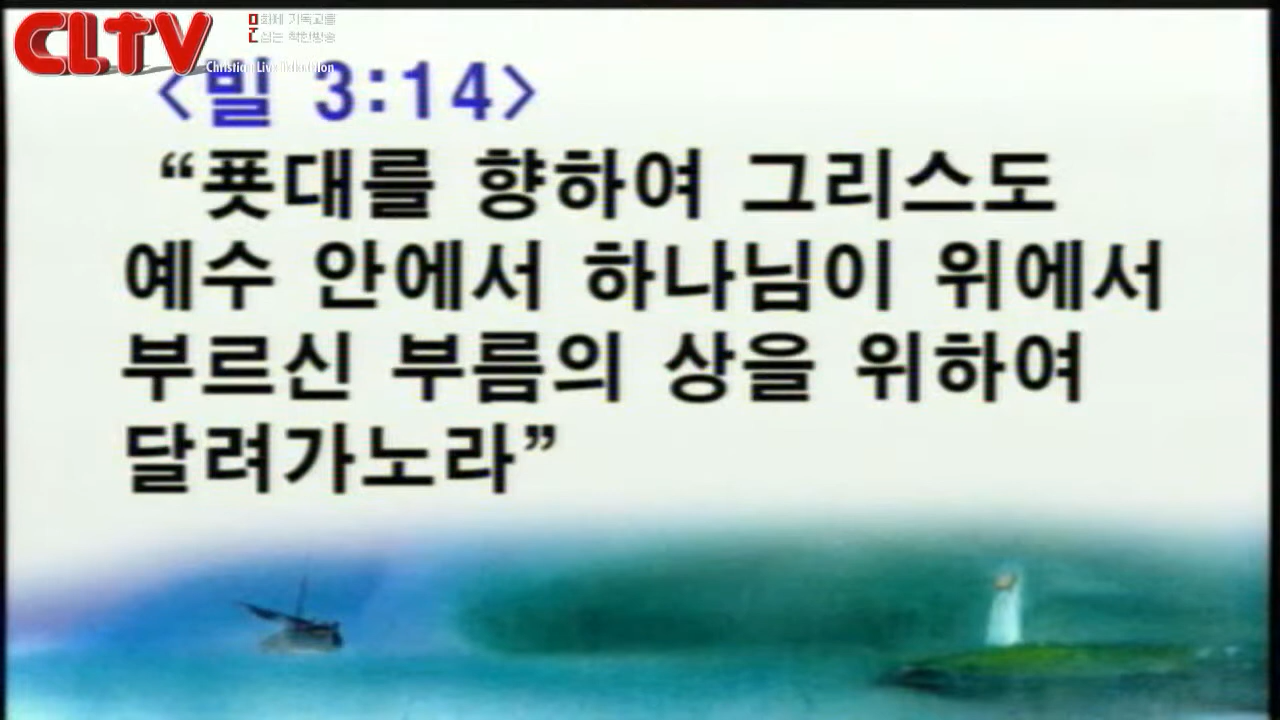 CLTV
<빌 3:14>
“푯대를 향하여 그리스도
예수 안에서 하나님이 위에서
부르신 부름의 상을 위하여
달려가노라”